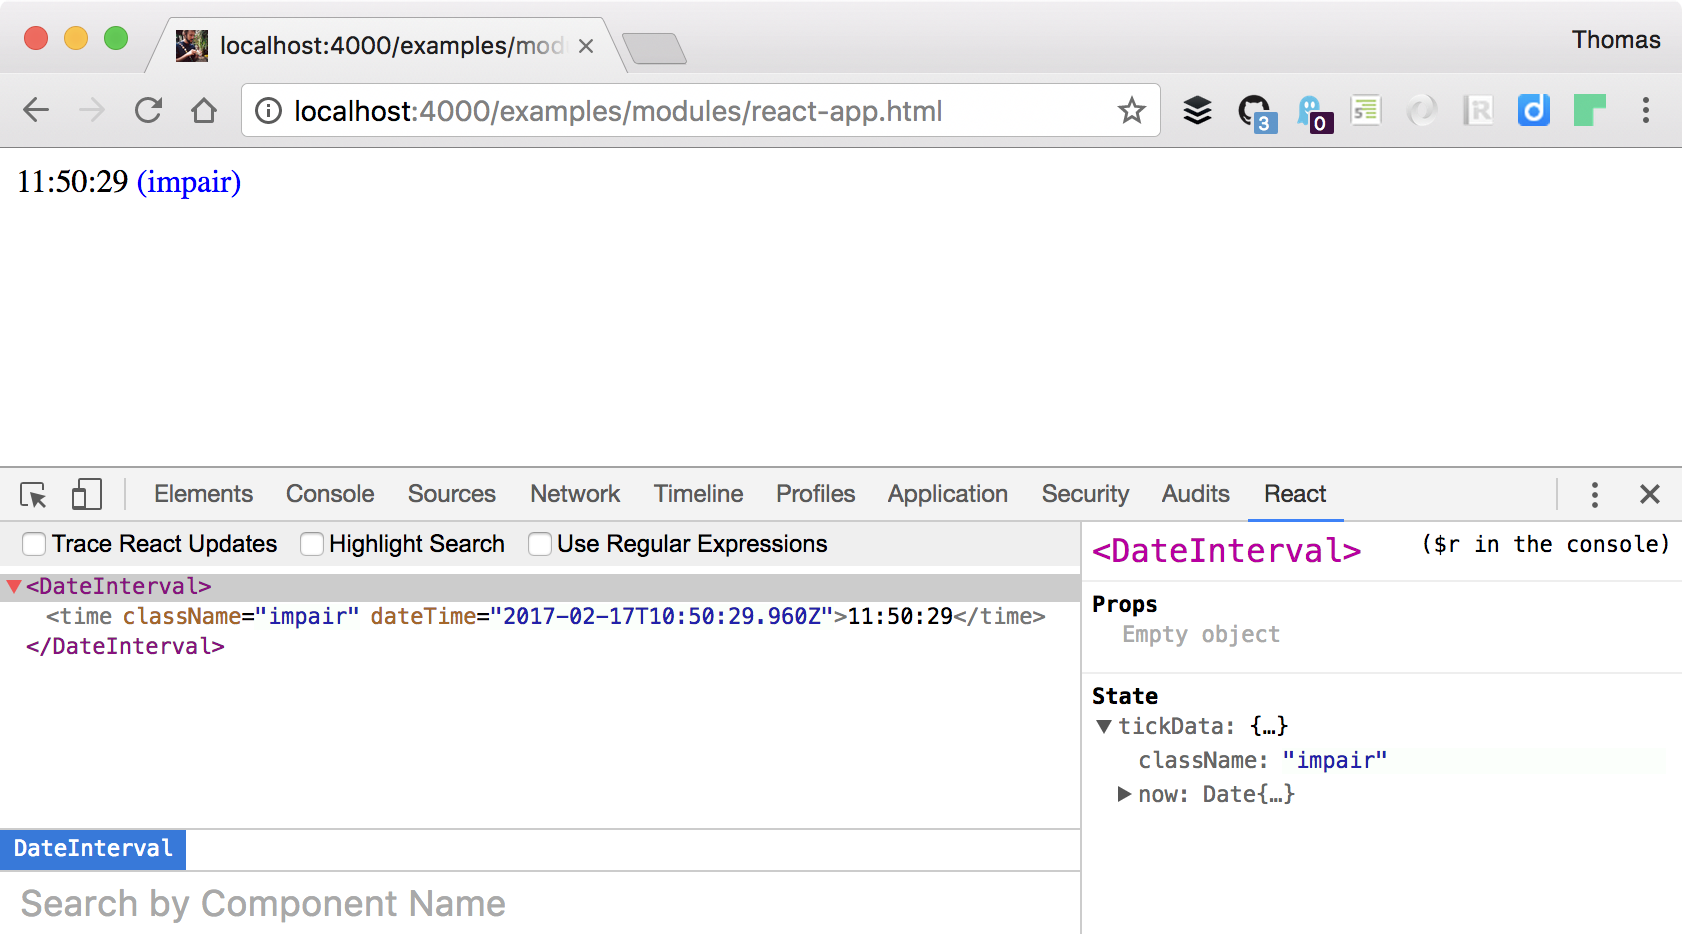 localhost:4000/examples/mod
Thomas
localhost:4000/examples/modules/react-app.html
3
0
S
R
d
11:50:29 (impair)
Elements Console Sources Network Timeline Profiles Application Security Audits React
Trace React Updates Highlight Search Use Regular Expressions
<DateInterval>
<time className="impair" dateTime="2017-02-17T10:50:29.960Z">11:50:29</time>
</DateInterval>
DateInterval
Search by Component Name
<DateInterval> ($r in the console)
Props
Empty object
State
▼tickData: {…}
className: "impair"
▶now: Date{…}